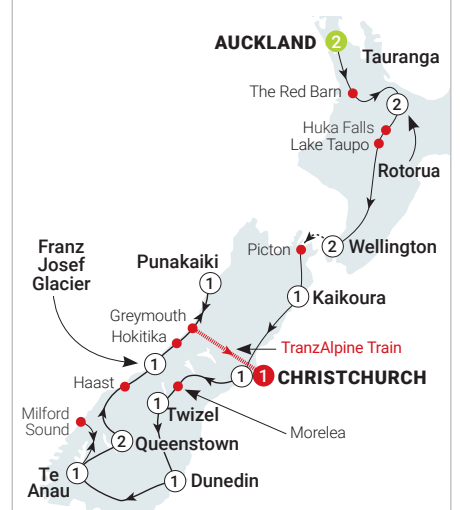 AUCKLAND
2
Tauranga
The Red Barn
2
Huka Falls
Lake Taupo
Rotorua
Franz
Josef
Glacier
Punakaiki
Picton
2
Wellington
1
1
Kaikoura
Greymouth
Hokitika
TranzAlpine Train
1
1
1
CHRISTCHURCH
Haast
1
Twizel
Milford
Sound
Morelea
2
Queenstown
Te
Anau
1
1
Dunedin